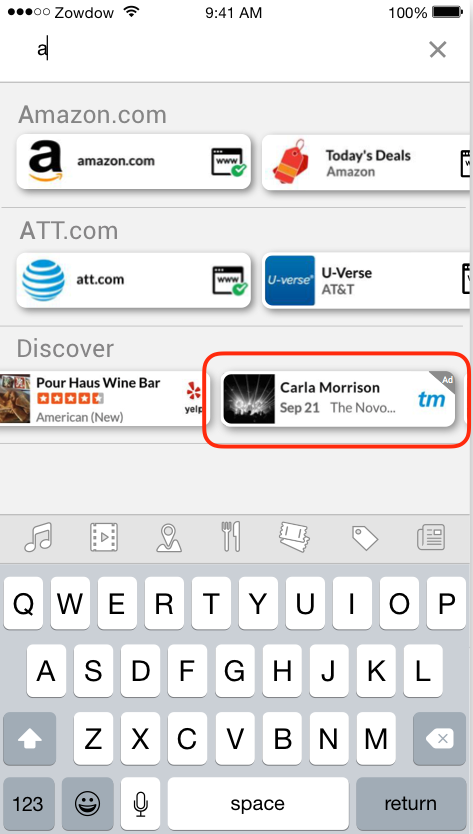 Zowdow 9:41 AM 100%
a
Amazon.com
a amazon.com WWW
Today's Deals
Amazon
ATT.com
att.com WWW
U-verse® U-Verse
AT&T
Discover
Pour Haus Wine Bar
American (New) yelp
Ad
Carla Morrison
Sep 21 The Novo... tm
Q W E R T Y U I O P
A S D F G H J K L
Z X C V B N M
123 space return